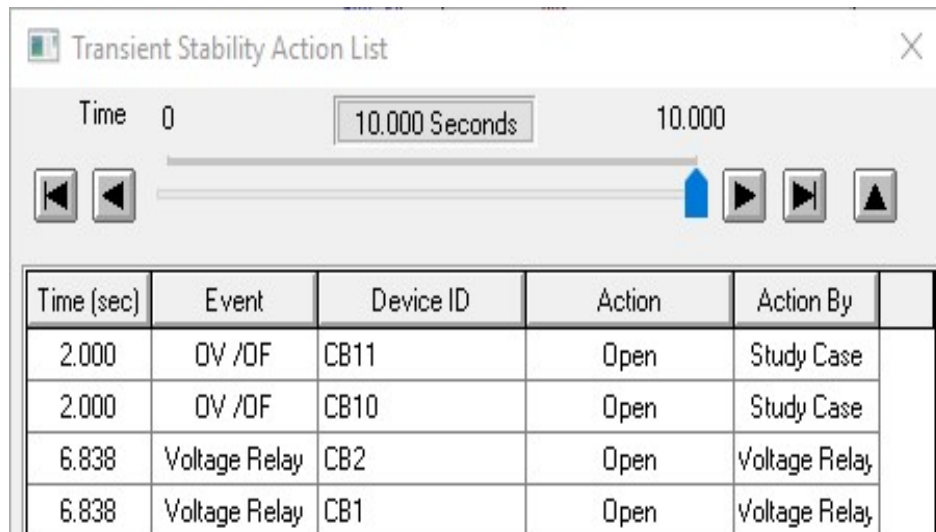 Transient Stability Action List
Time 0 10.000 Seconds 10.000
Time (sec) Event Device ID Action Action By
2.000 OV /OF CB11 Open Study Case
2.000 OV /OF CB10 Open Study Case
6.838 Voltage Relay CB2 Open Voltage Relay
6.838 Voltage Relay CB1 Open Voltage Relay